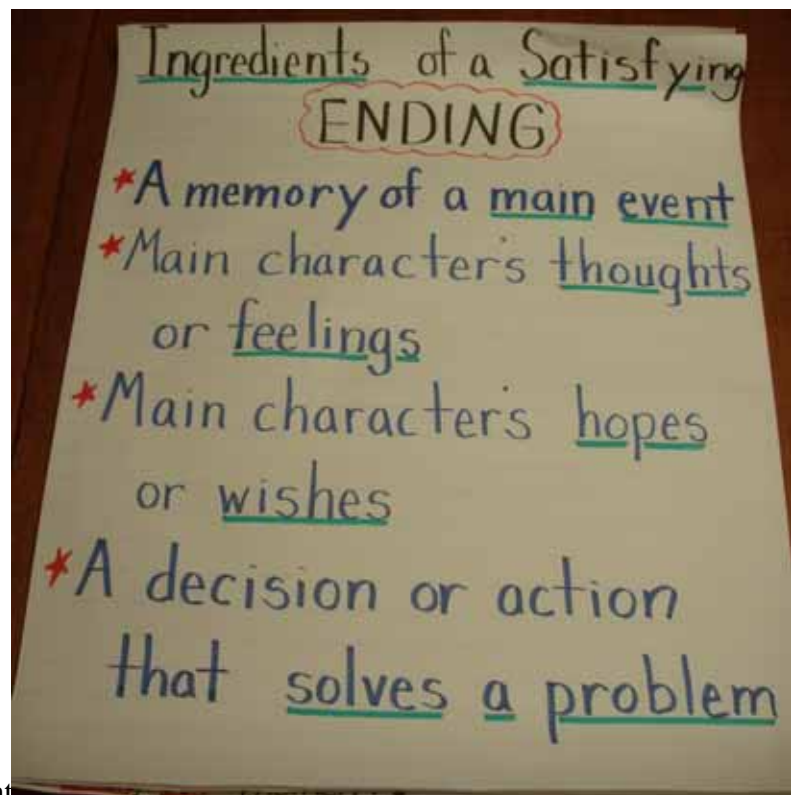 Ingredients of a Satisfying
ENDING
*A memory of a main event
*Main character's thoughts
or feelings
*Main character's hopes
or wishes
*A decision or action
that solves a problem